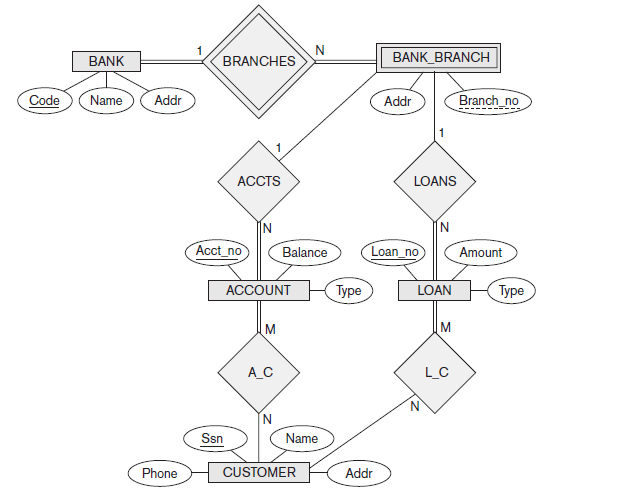 1
N
BANK
BRANCHES
BANK_BRANCH
Code
Name
Addr
Addr
Branch_no
1
1
ACCTS
LOANS
N
N
Acct_no
Balance
Loan_no
Amount
ACCOUNT
Type
LOAN
Type
M
M
A_C
L_C
N
N
Ssn
Name
Phone
CUSTOMER
Addr